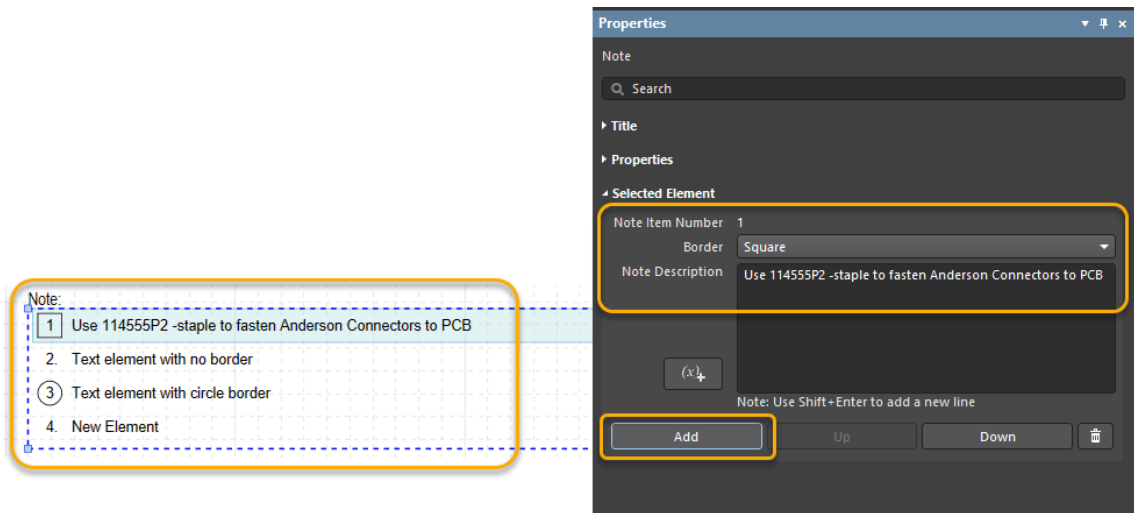 Note:
1 Use 114555P2 -staple to fasten Anderson Connectors to PCB
2. Text element with no border
3 Text element with circle border
4. New Element
Properties
Note
Search
Title
Properties
Selected Element
Note Item Number 1
Border Square
Note Description Use 114555P2 -staple to fasten Anderson Connectors to PCB
(x)+
Note: Use Shift+Enter to add a new line
Add Up Down